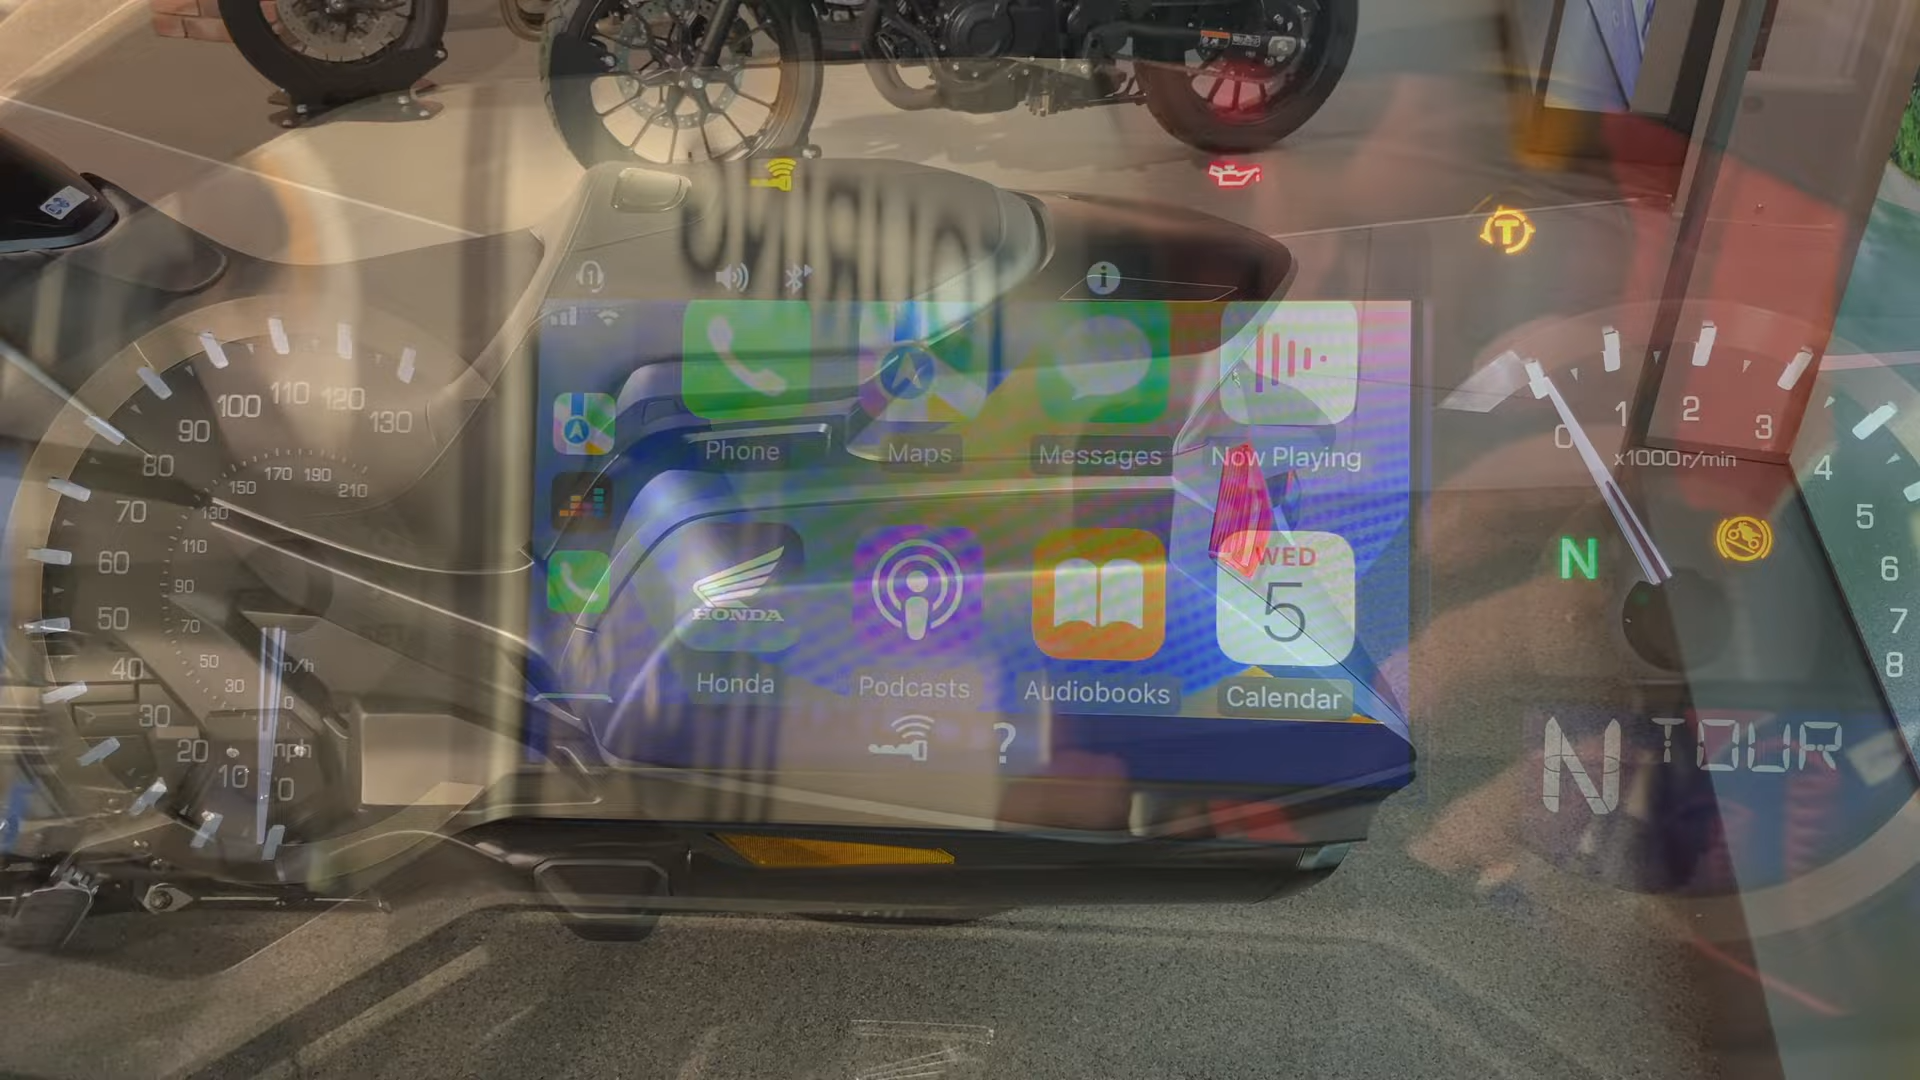 100 110 120
130
90
80
70
60
50
40
30
20
10
0
150 170 190 210
130
110
90
70
50
30
0
mph
Phone
Maps
Messages
Now Playing
HONDA
WED
5
Honda
Podcasts
Audiobooks
Calendar
?
0 1 2 3
4
5
6
7
8
x1000r/min
T
N
N TOUR